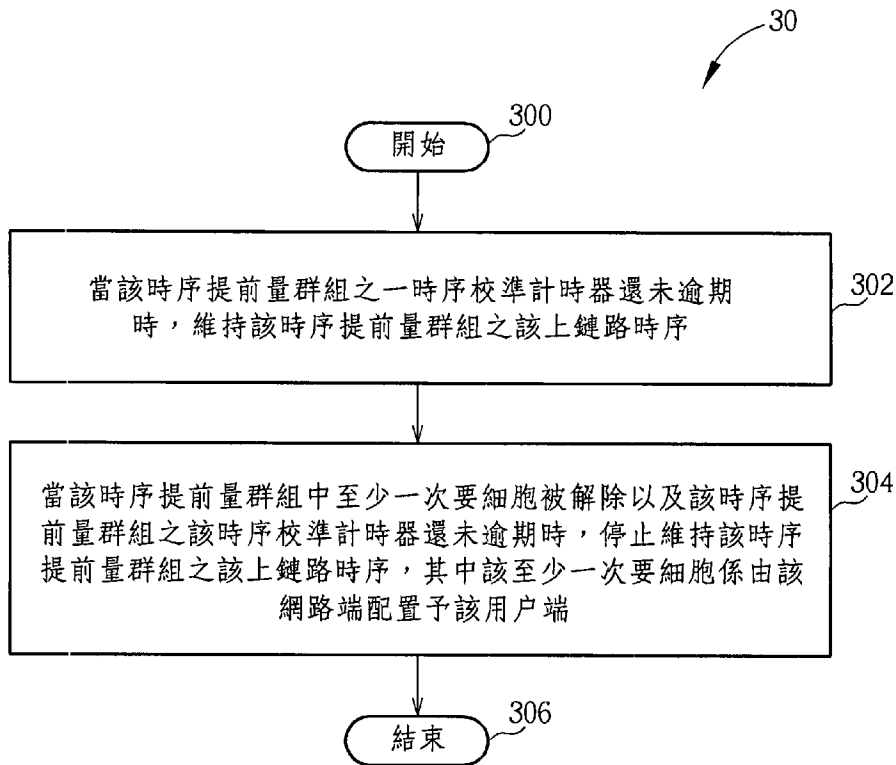 30
開始
300
當該時序提前量群組之一時序校準計時器還未逾期
時，維持該時序提前量群組之該上鏈路時序
302
當該時序提前量群組中至少一次要細胞被解除以及該時序提
前量群組之該時序校準計時器還未逾期時，停止維持該時序
提前量群組之該上鏈路時序，其中該至少一次要細胞係由該
網路端配置予該用戶端
304
結束
306